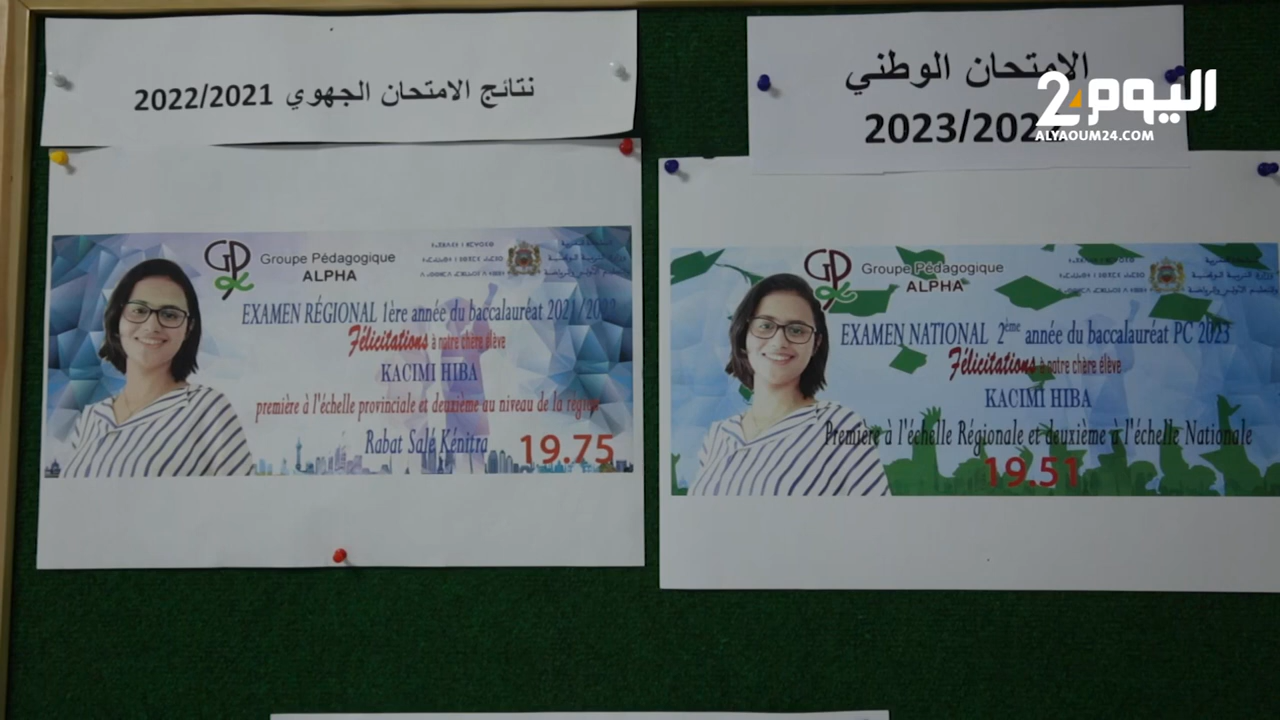 نتائج الامتحان الجهوي 2022/2021
Groupe Pédagogique
ALPHA
EXAMEN RÉGIONAL 1ère année du baccalauréat 2021/2022
Félicitations à notre chère élève
KACIMI HIBA
première à l'échelle provinciale et deuxième au niveau de la région
Rabat Salé Kénitra 19.75
الامتحان الوطني
2023/2022
اليوم24
ALYAOUM24.COM
Groupe Pédagogique
ALPHA
EXAMEN NATIONAL 2ème année du baccalauréat PC 2023
Félicitations à notre chère élève
KACIMI HIBA
Première à l'échelle Régionale et deuxième à l'échelle Nationale
19.51